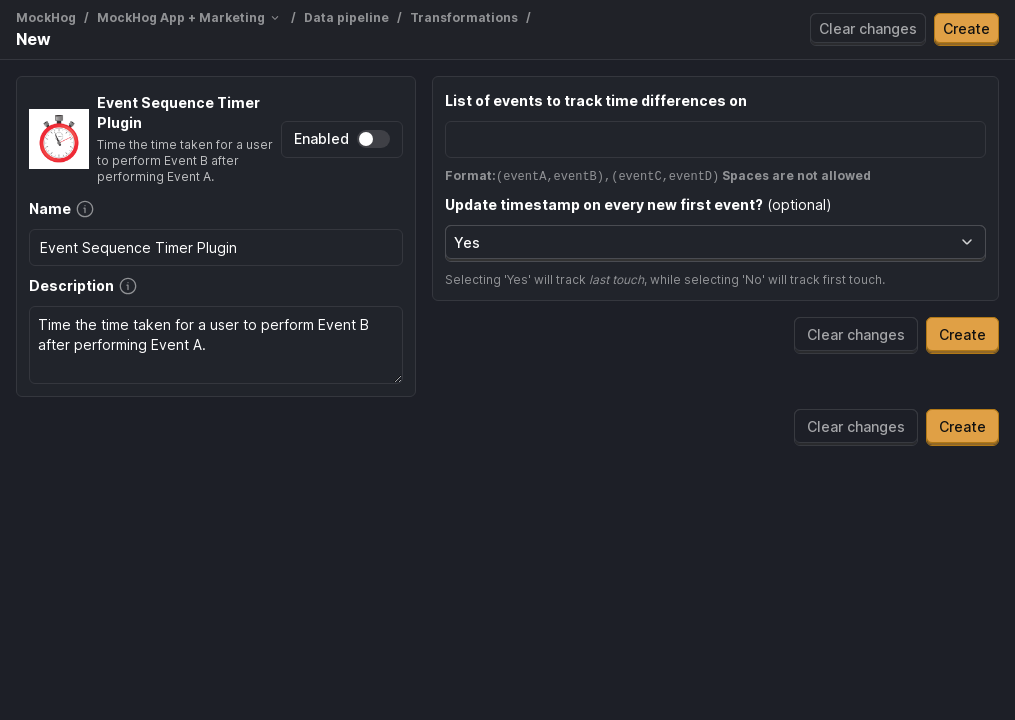 MockHog / MockHog App + Marketing / Data pipeline / Transformations /
New
Clear changes Create
Event Sequence Timer
Plugin
Time the time taken for a user
to perform Event B after
performing Event A.
Enabled
Name
Event Sequence Timer Plugin
Description
Time the time taken for a user to perform Event B
after performing Event A.
List of events to track time differences on
Format:(eventA,eventB),(eventC,eventD) Spaces are not allowed
Update timestamp on every new first event? (optional)
Yes
Selecting 'Yes' will track last touch, while selecting 'No' will track first touch.
Clear changes Create
Clear changes Create